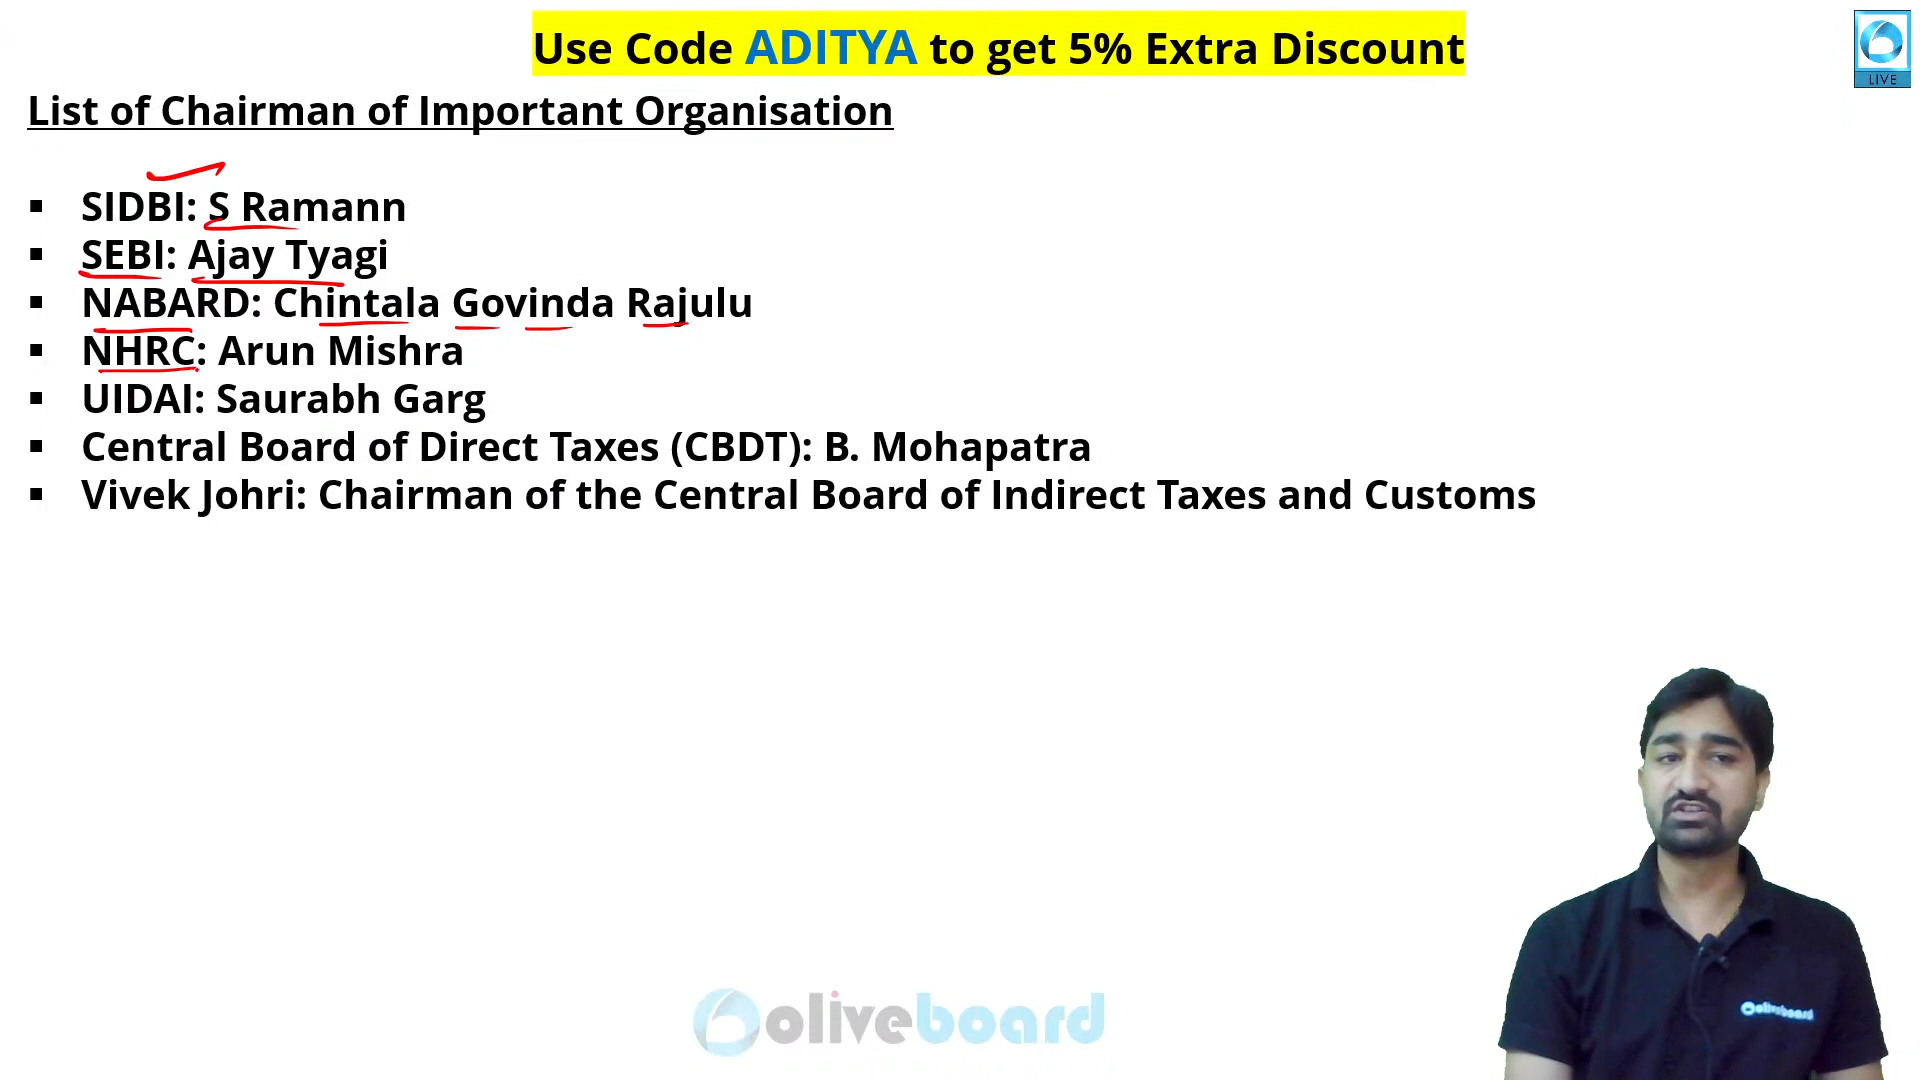 Use Code ADITYA to get 5% Extra Discount
LIVE
List of Chairman of Important Organisation
▪ SIDBI: S Ramann
▪ SEBI: Ajay Tyagi
▪ NABARD: Chintala Govinda Rajulu
▪ NHRC: Arun Mishra
▪ UIDAI: Saurabh Garg
▪ Central Board of Direct Taxes (CBDT): B. Mohapatra
▪ Vivek Johri: Chairman of the Central Board of Indirect Taxes and Customs
oliveboard
oliveboard